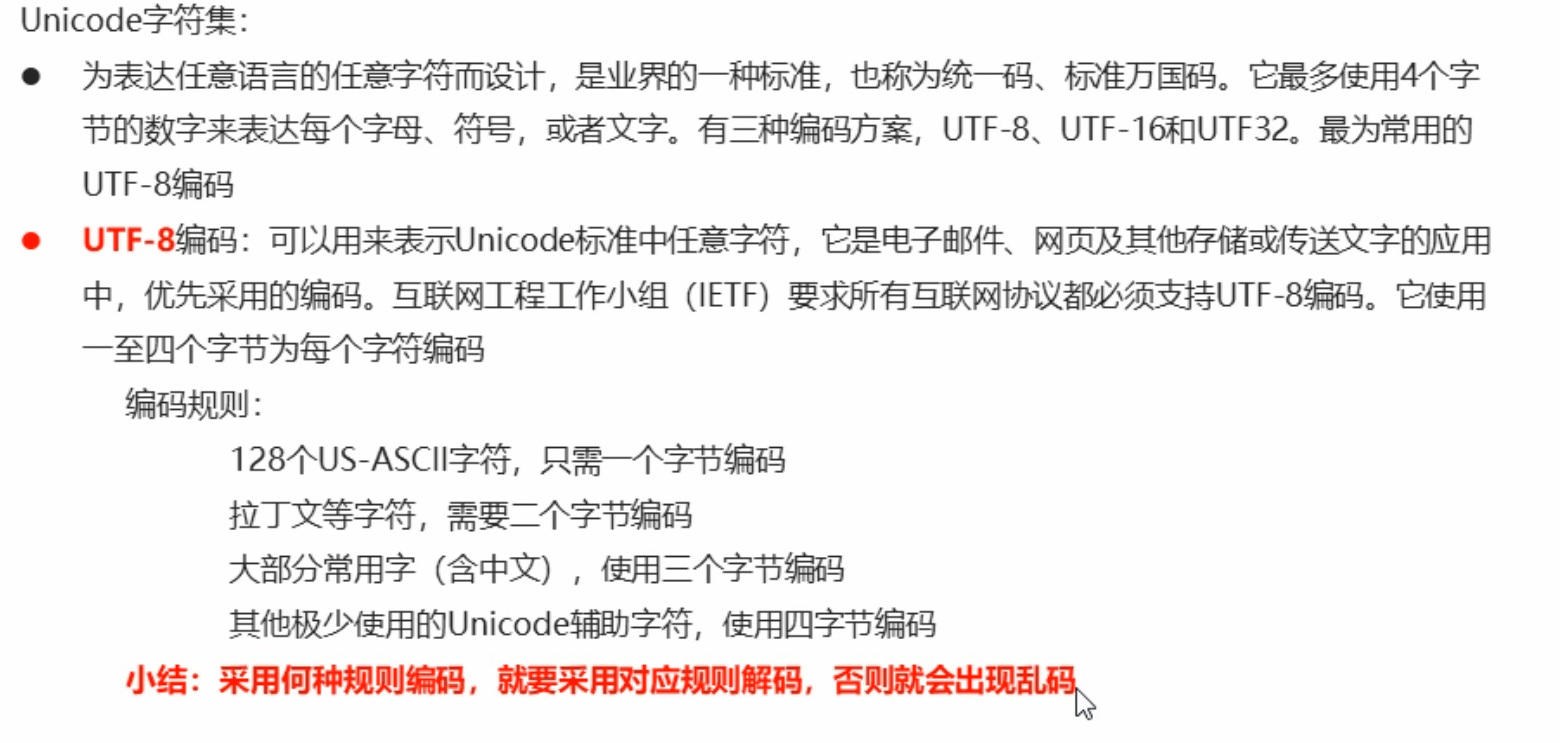 Unicode字符集：
● 为表达任意语言的任意字符而设计，是业界的一种标准，也称为统一码、标准万国码。它最多使用4个字
节的数字来表达每个字母、符号，或者文字。有三种编码方案，UTF-8、UTF-16和UTF32。最为常用的
UTF-8编码
● UTF-8编码：可以用来表示Unicode标准中任意字符，它是电子邮件、网页及其他存储或传送文字的应用
中，优先采用的编码。互联网工程工作小组（IETF）要求所有互联网协议都必须支持UTF-8编码。它使用
一至四个字节为每个字符编码
编码规则：
128个US-ASCII字符，只需一个字节编码
拉丁文等字符，需要二个字节编码
大部分常用字（含中文），使用三个字节编码
其他极少使用的Unicode辅助字符，使用四字节编码
小结：采用何种规则编码，就要采用对应规则解码，否则就会出现乱码